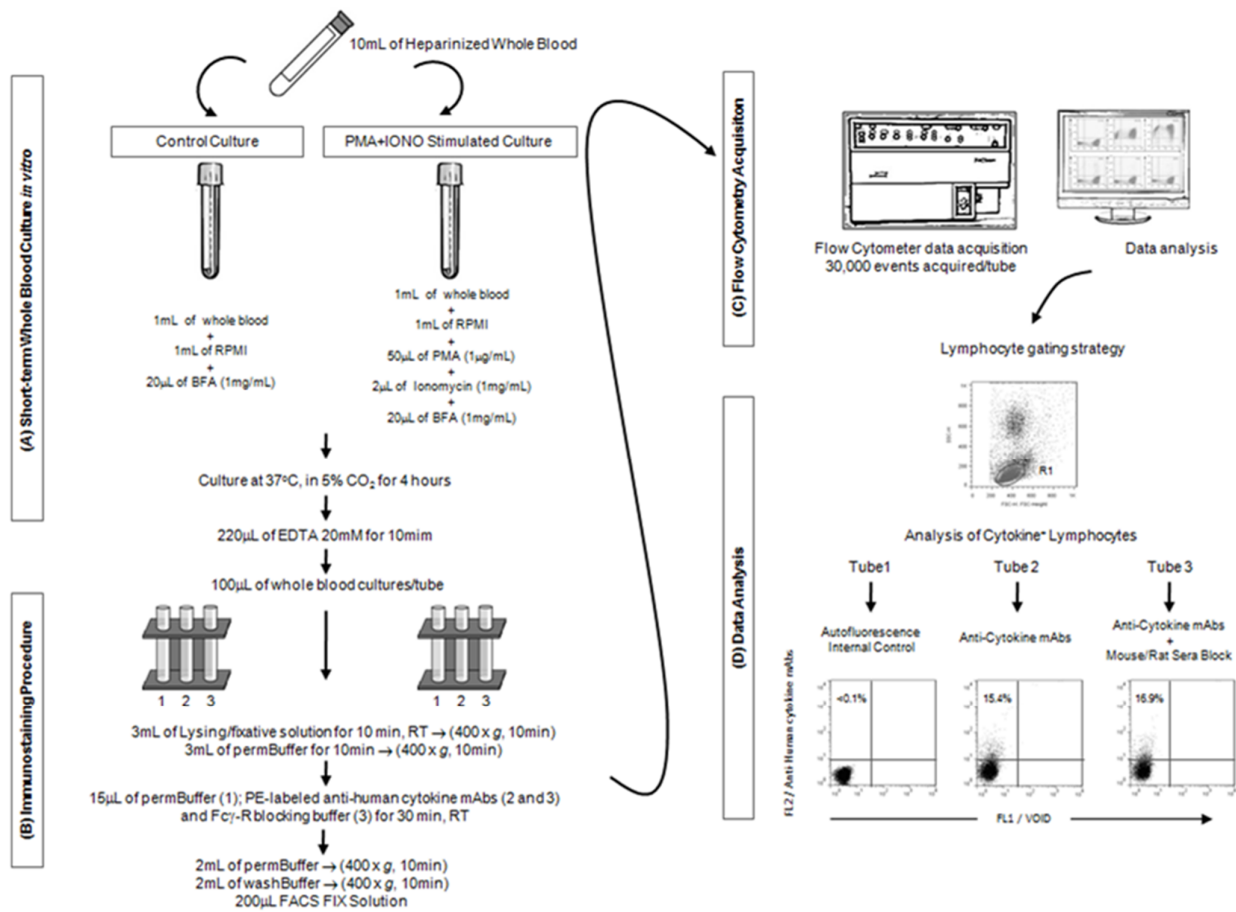 10mL of Heparinized Whole Blood
(A) Short-term Whole Blood Culture in vitro
Control Culture
PMA+IONO Stimulated Culture
1mL of whole blood
+
1mL of RPMI
+
20µL of BFA (1mg/mL)
1mL of whole blood
+
1mL of RPMI
+
50µL of PMA (1µg/mL)
+
2µL of Ionomycin (1mg/mL)
+
20µL of BFA (1mg/mL)
Culture at 37ºC, in 5% CO₂ for 4 hours
220µL of EDTA 20mM for 10mim
100µL of whole blood cultures/tube
(B) Immunostaining Procedure
1 2 3
1 2 3
3mL of Lysing/fixative solution for 10 min, RT → (400 x g, 10min)
3mL of permBuffer for 10min → (400 x g, 10min)
15µL of permBuffer (1); PE-labeled anti-human cytokine mAbs (2 and 3)
and Fcγ-R blocking buffer (3) for 30 min, RT
2mL of permBuffer → (400 x g, 10min)
2mL of washBuffer → (400 x g, 10min)
200µL FACS FIX Solution
(C) Flow Cytometry Acquisiton
Flow Cytometer data acquisition
30,000 events acquired/tube
Data analysis
(D) Data Analysis
Lymphocyte gating strategy
R1
0 200 400 600 800 1K
Analysis of Cytokine⁺ Lymphocytes
Tube1
Tube 2
Tube 3
Autofluorescence
Internal Control
Anti-Cytokine mAbs
Anti-Cytokine mAbs
+
Mouse/Rat Sera Block
FL2 / Anti Human cytokine mAbs
<0.1%
15.4%
16.9%
FL1 / VOID